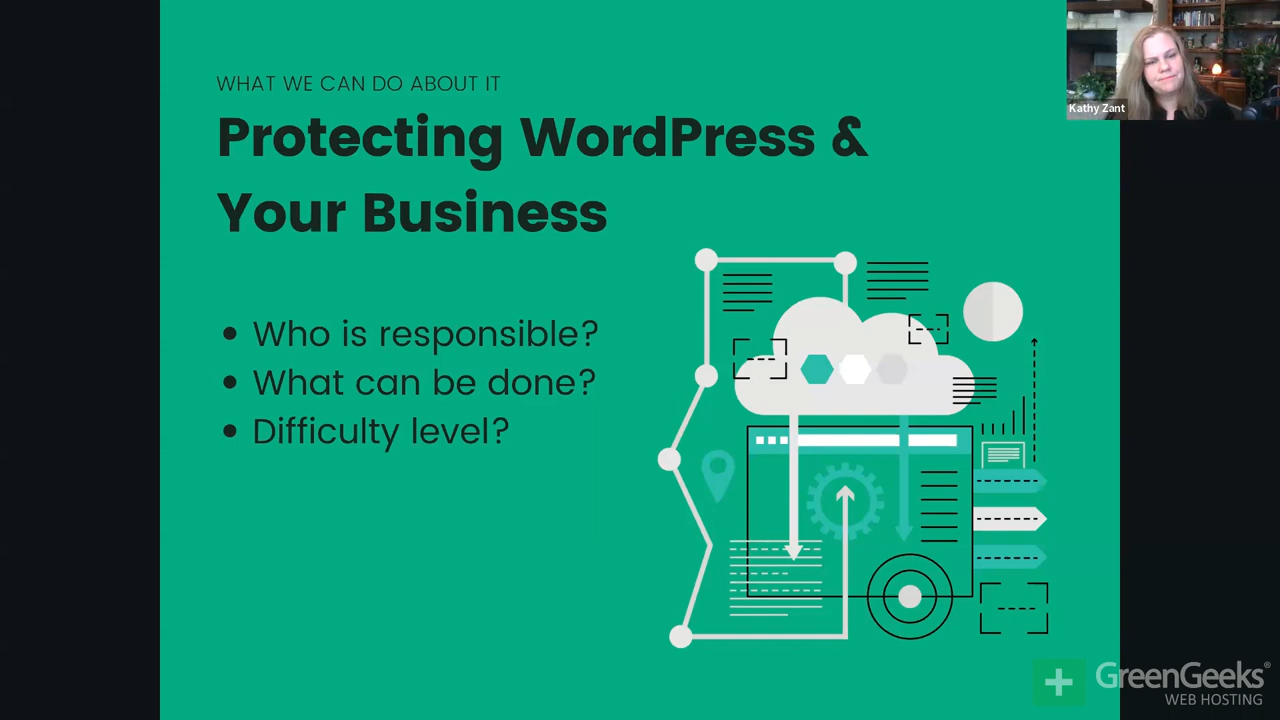 WHAT WE CAN DO ABOUT IT
Protecting WordPress &
Your Business
• Who is responsible?
• What can be done?
• Difficulty level?
Kathy Zant
GreenGeeks®
WEB HOSTING